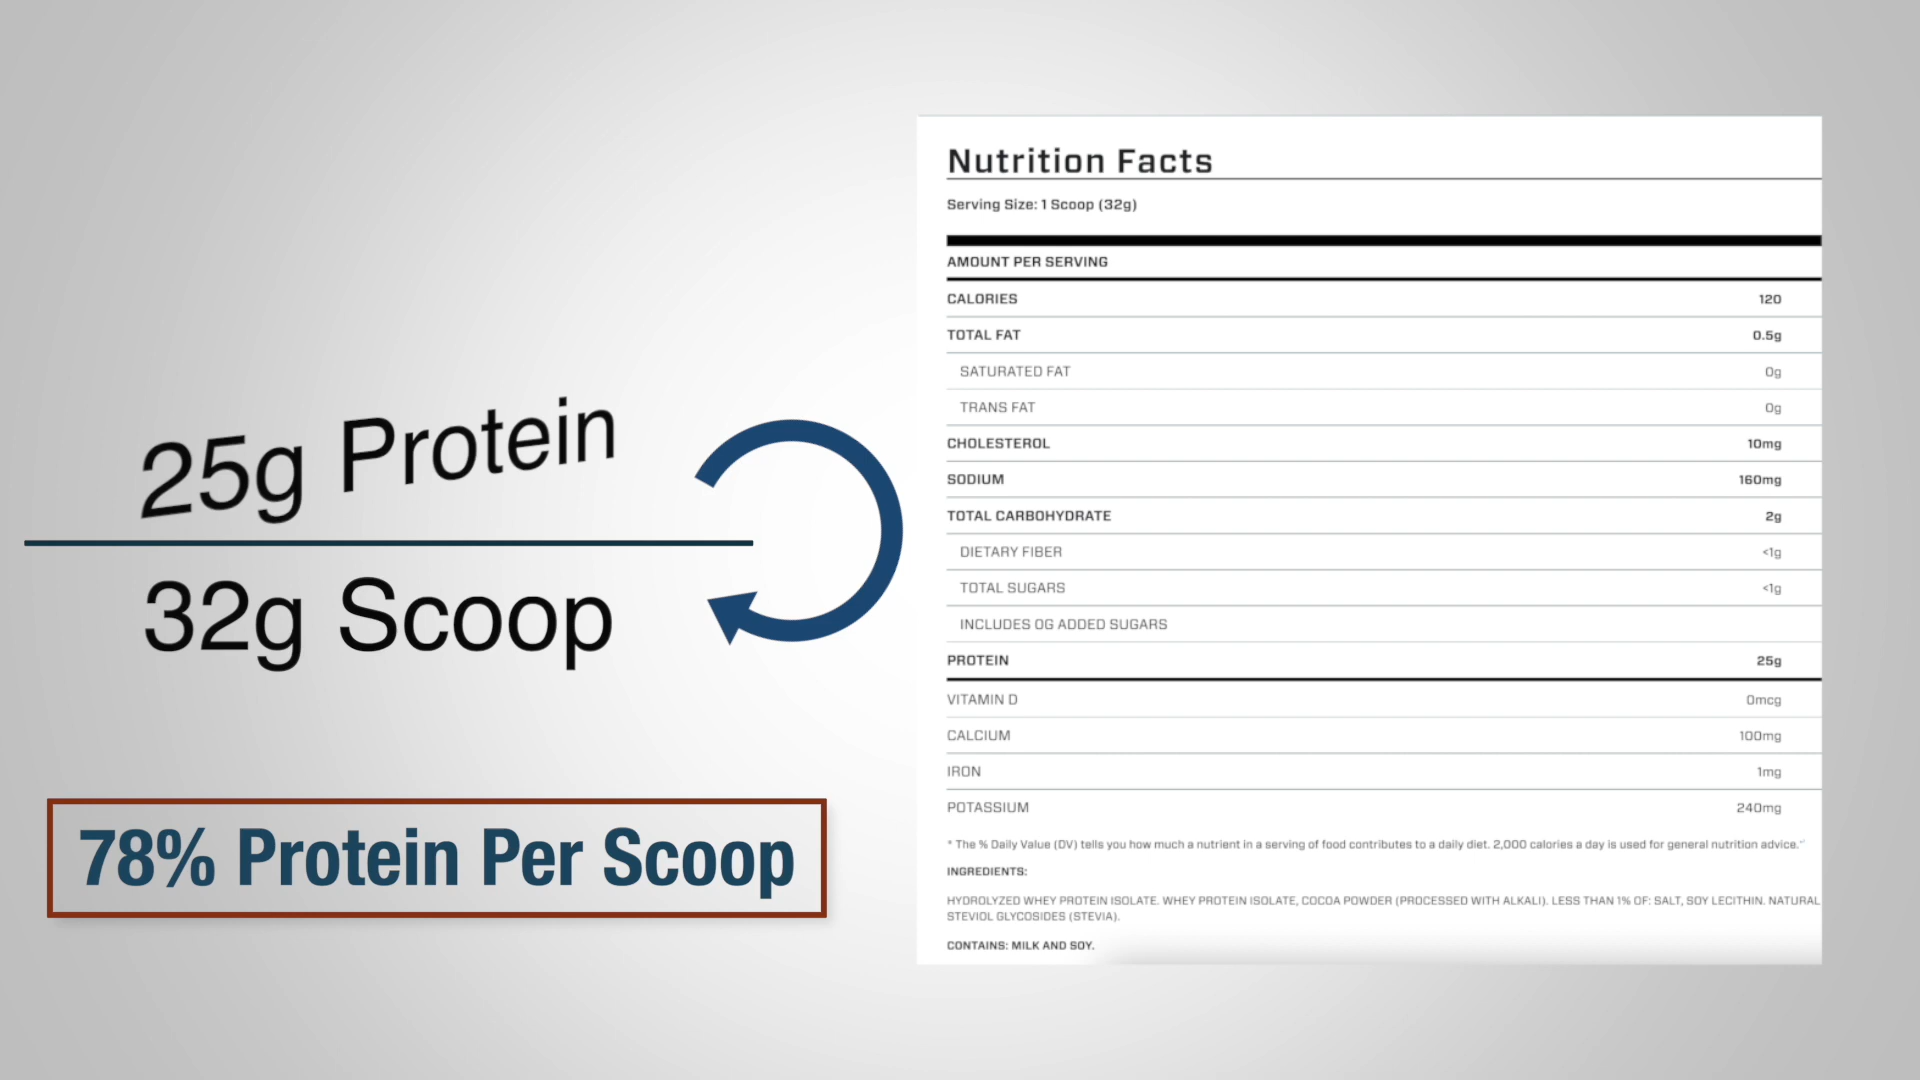 25g Protein
32g Scoop
78% Protein Per Scoop
Nutrition Facts
Serving Size: 1 Scoop (32g)
AMOUNT PER SERVING
CALORIES 120
TOTAL FAT 0.5g
SATURATED FAT 0g
TRANS FAT 0g
CHOLESTEROL 10mg
SODIUM 160mg
TOTAL CARBOHYDRATE 2g
DIETARY FIBER <1g
TOTAL SUGARS <1g
INCLUDES 0G ADDED SUGARS
PROTEIN 25g
VITAMIN D 0mcg
CALCIUM 100mg
IRON 1mg
POTASSIUM 240mg
* The % Daily Value (DV) tells you how much a nutrient in a serving of food contributes to a daily diet. 2,000 calories a day is used for general nutrition advice.
INGREDIENTS:
HYDROLYZED WHEY PROTEIN ISOLATE. WHEY PROTEIN ISOLATE, COCOA POWDER (PROCESSED WITH ALKALI). LESS THAN 1% OF: SALT, SOY LECITHIN. NATURAL
STEVIOL GLYCOSIDES (STEVIA).
CONTAINS: MILK AND SOY.